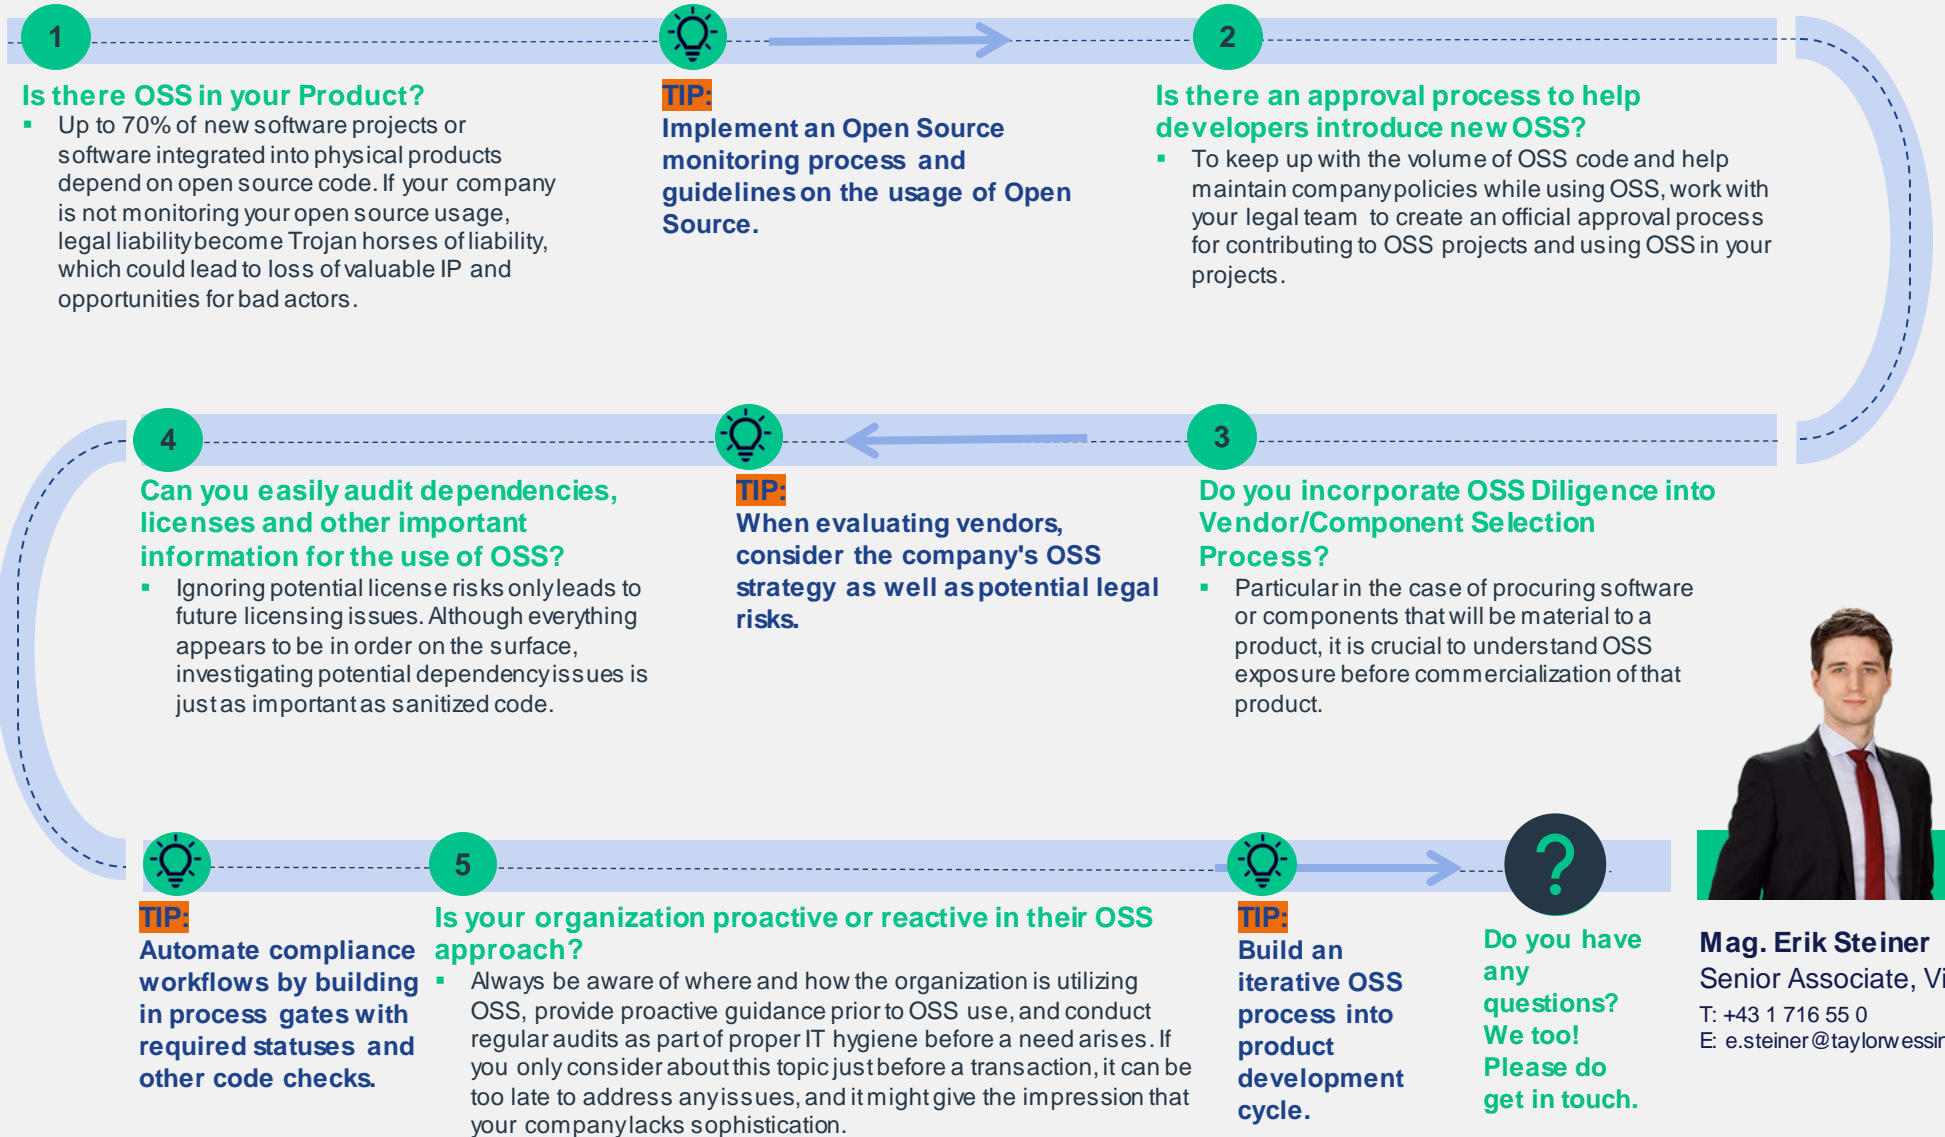 1
Is there OSS in your Product?
▪ Up to 70% of new software projects or
software integrated into physical products
depend on open source code. If your company
is not monitoring your open source usage,
legal liability become Trojan horses of liability,
which could lead to loss of valuable IP and
opportunities for bad actors.
TIP:
Implement an Open Source
monitoring process and
guidelines on the usage of Open
Source.
2
Is there an approval process to help
developers introduce new OSS?
▪ To keep up with the volume of OSS code and help
maintain company policies while using OSS, work with
your legal team to create an official approval process
for contributing to OSS projects and using OSS in your
projects.
3
Do you incorporate OSS Diligence into
Vendor/Component Selection
Process?
▪ Particular in the case of procuring software
or components that will be material to a
product, it is crucial to understand OSS
exposure before commercialization of that
product.
TIP:
When evaluating vendors,
consider the company's OSS
strategy as well as potential legal
risks.
4
Can you easily audit dependencies,
licenses and other important
information for the use of OSS?
▪ Ignoring potential license risks only leads to
future licensing issues. Although everything
appears to be in order on the surface,
investigating potential dependency issues is
just as important as sanitized code.
TIP:
Automate compliance
workflows by building
in process gates with
required statuses and
other code checks.
5
Is your organization proactive or reactive in their OSS
approach?
▪ Always be aware of where and how the organization is utilizing
OSS, provide proactive guidance prior to OSS use, and conduct
regular audits as part of proper IT hygiene before a need arises. If
you only consider about this topic just before a transaction, it can be
too late to address any issues, and it might give the impression that
your company lacks sophistication.
TIP:
Build an
iterative OSS
process into
product
development
cycle.
?
Do you have
any
questions?
We too!
Please do
get in touch.
Mag. Erik Steiner
Senior Associate, Vi
T: +43 1 716 55 0
E: e.steiner@taylorwessin